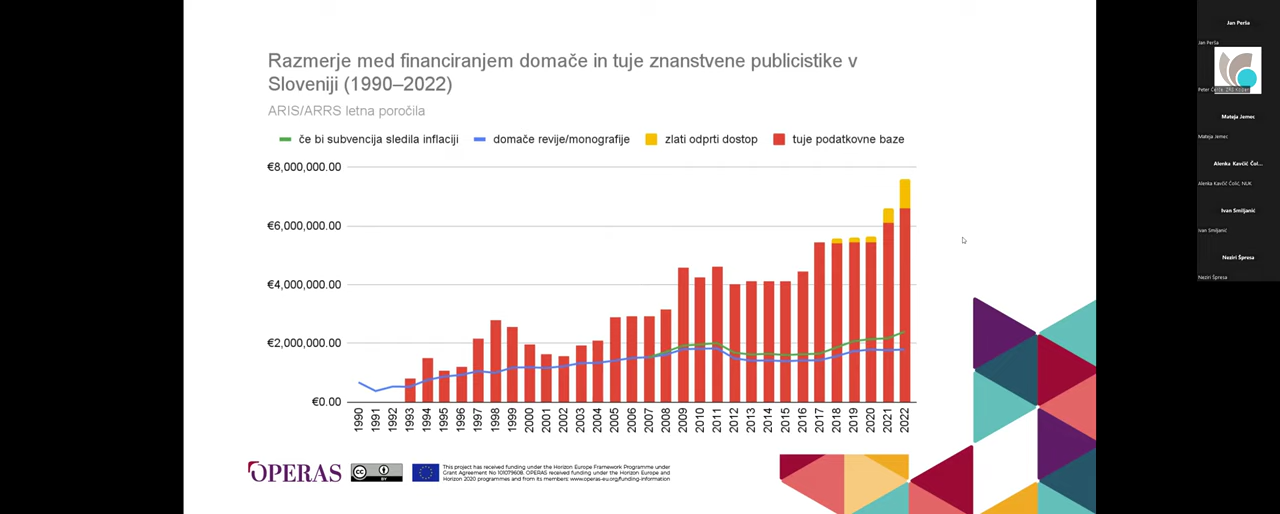 Razmerje med financiranjem domače in tuje znanstvene publicistike v
Sloveniji (1990–2022)
ARIS/ARRS letna poročila
če bi subvencija sledila inflaciji
domače revije/monografije
zlati odprti dostop
tuje podatkovne baze
€8,000,000.00
€6,000,000.00
€4,000,000.00
€2,000,000.00
€0.00
1990
1991
1992
1993
1994
1995
1996
1997
1998
1999
2000
2001
2002
2003
2004
2005
2006
2007
2008
2009
2010
2011
2012
2013
2014
2015
2016
2017
2018
2019
2020
2021
2022
OPERAS
CC
BY
This project has received funding under the Horizon Europe Framework Programme under
Grant Agreement No 101079608. OPERAS received funding under the Horizon Europe and
Horizon 2020 programmes and from its members: www.operas-eu.org/funding-information
Jan Perša
Jan Perša
Mateja Jemec
Mateja Jemec
Alenka Kavčič Čol...
Alenka Kavčič Čolić, NUK
Ivan Smiljanić
Ivan Smiljanić
Neziri Špresa
Neziri Špresa